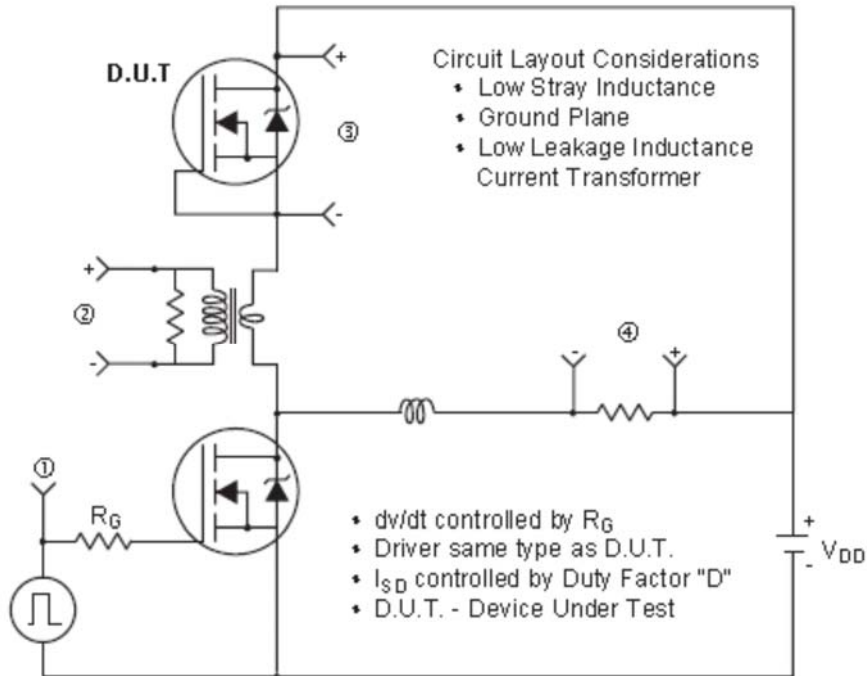 D.U.T
+
Circuit Layout Considerations
• Low Stray Inductance
• Ground Plane
• Low Leakage Inductance
Current Transformer
③
-
+
②
-
④
-
+
①
R_G
• dv/dt controlled by R_G
• Driver same type as D.U.T.
• I_SD controlled by Duty Factor "D"
• D.U.T. - Device Under Test
+
V_DD
-